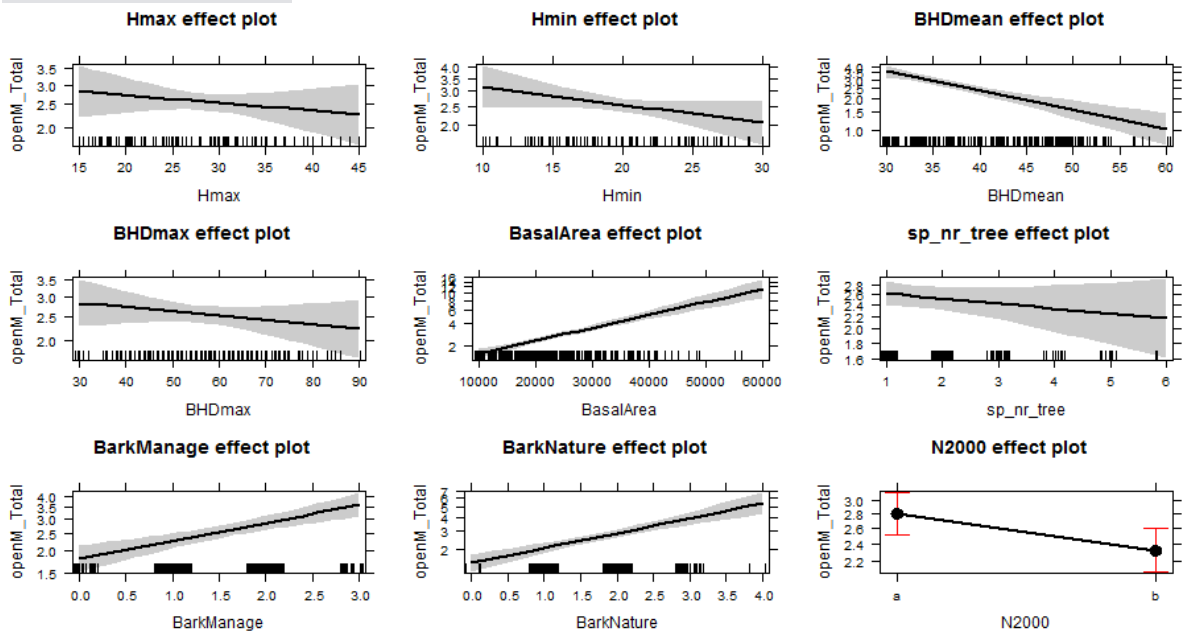 Hmax effect plot
openM_Total
3.5
3.0
2.5
2.0
15 20 25 30 35 40 45
Hmax
Hmin effect plot
openM_Total
4.0
3.5
3.0
2.5
2.0
10 15 20 25 30
Hmin
BHDmean effect plot
openM_Total
4.0
2.5
2.0
1.5
1.0
30 35 40 45 50 55 60
BHDmean
BHDmax effect plot
openM_Total
3.5
3.0
2.5
2.0
30 40 50 60 70 80 90
BHDmax
BasalArea effect plot
openM_Total
16
6
4
2
10000 20000 30000 40000 50000 60000
BasalArea
sp_nr_tree effect plot
openM_Total
2.8
2.6
2.4
2.2
2.0
1.8
1.6
1 2 3 4 5 6
sp_nr_tree
BarkManage effect plot
openM_Total
4.0
3.5
3.0
2.5
2.0
1.5
0.0 0.5 1.0 1.5 2.0 2.5 3.0
BarkManage
BarkNature effect plot
openM_Total
7
6
5
4
3
2
0.0 0.5 1.0 1.5 2.0 2.5 3.0 3.5 4.0
BarkNature
N2000 effect plot
openM_Total
3.0
2.8
2.6
2.4
2.2
a b
N2000